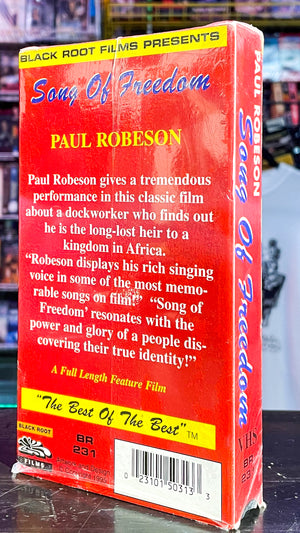 BLACK ROOT FILMS PRESENTS
Song Of Freedom
PAUL ROBESON
Paul Robeson gives a tremendous
performance in this classic film
about a dockworker who finds out
he is the long-lost heir to a
kingdom in Africa.
“Robeson displays his rich singing
voice in some of the most memo-
rable songs on film!” “Song of
Freedom’ resonates with the
power and glory of a people dis-
covering their true identity!”
A Full Length Feature Film
"The Best Of The Best"™
BLACK ROOT
FILMS
BR
231
0 23101 50313 3
PAUL ROBESON
Song Of Freedom
VHS
BR
231